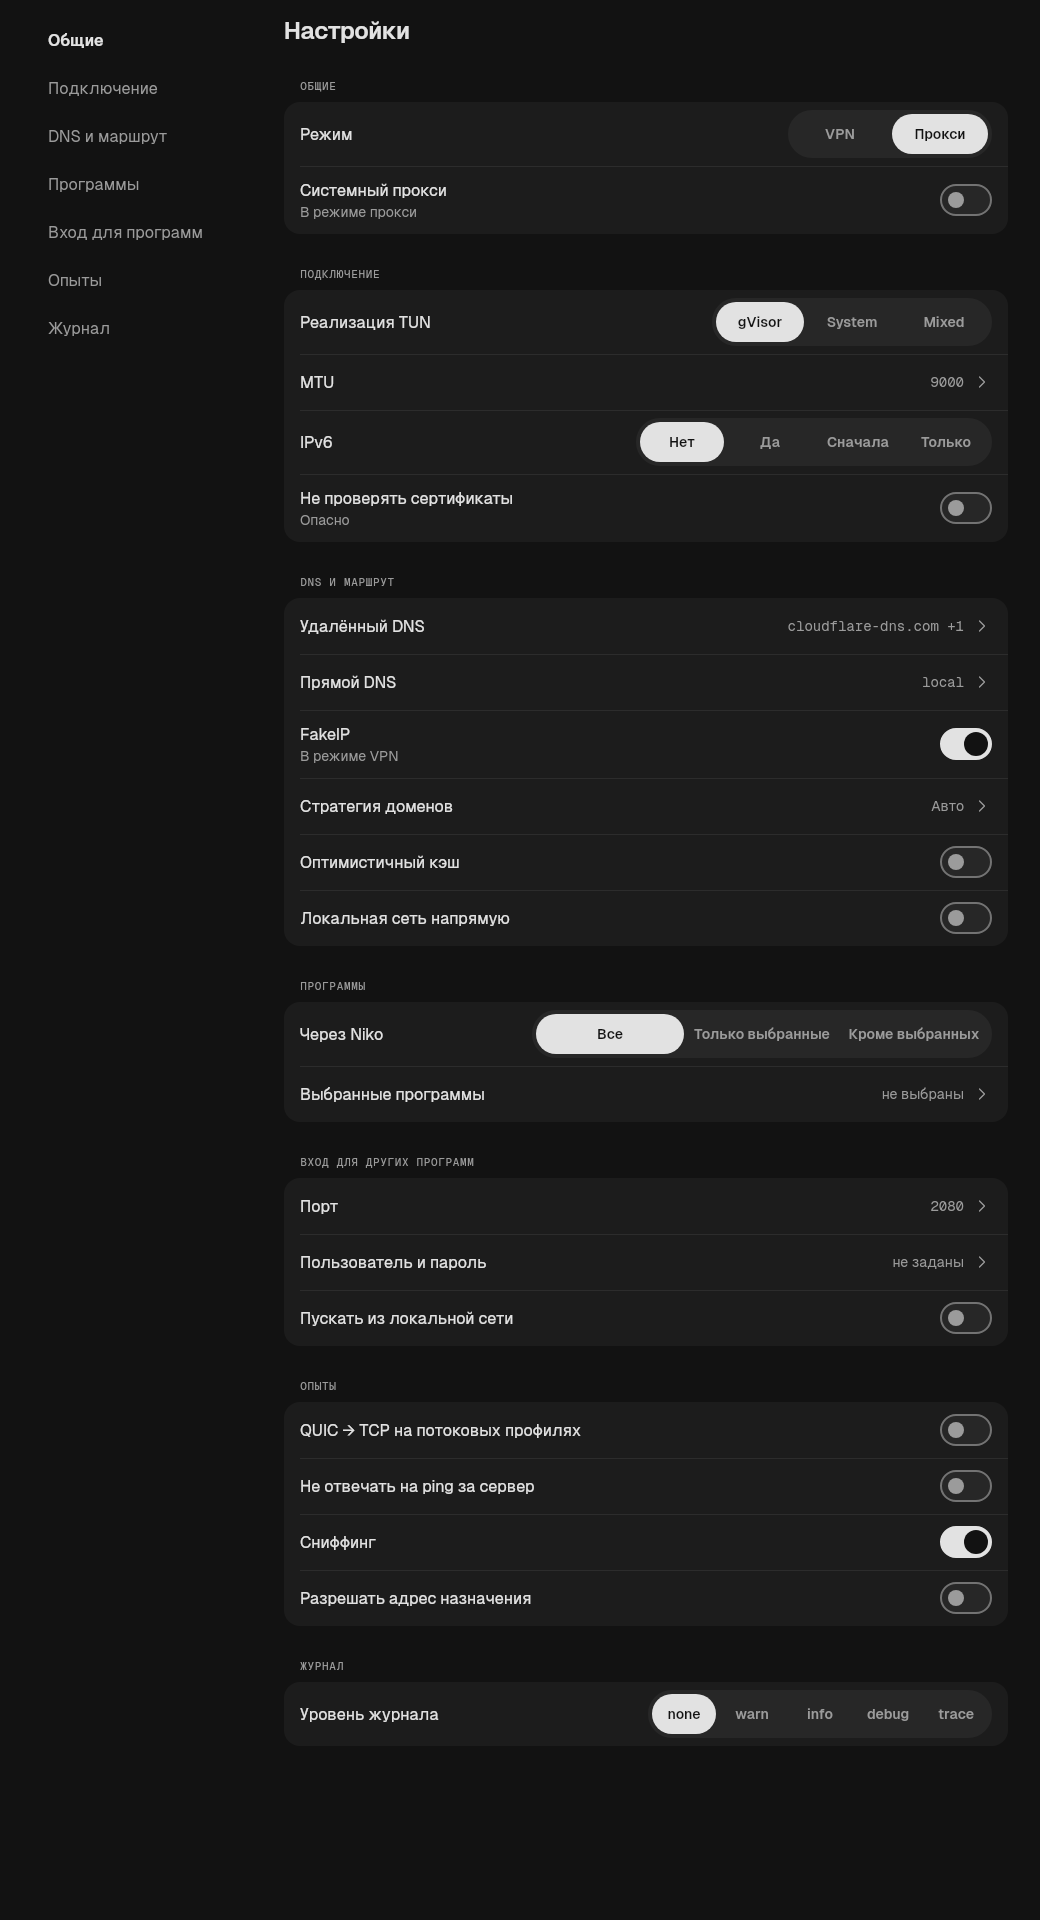 Общие
Подключение
DNS и маршрут
Программы
Вход для программ
Опыты
Журнал
Настройки
ОБЩИЕ
Режим
VPN
Прокси
Системный прокси
В режиме прокси
ПОДКЛЮЧЕНИЕ
Реализация TUN
gVisor
System
Mixed
MTU
9000
IPv6
Нет
Да
Сначала
Только
Не проверять сертификаты
Опасно
DNS И МАРШРУТ
Удалённый DNS
cloudflare-dns.com +1
Прямой DNS
local
FakeIP
В режиме VPN
Стратегия доменов
Авто
Оптимистичный кэш
Локальная сеть напрямую
ПРОГРАММЫ
Через Niko
Все
Только выбранные
Кроме выбранных
Выбранные программы
не выбраны
ВХОД ДЛЯ ДРУГИХ ПРОГРАММ
Порт
2080
Пользователь и пароль
не заданы
Пускать из локальной сети
ОПЫТЫ
QUIC → TCP на потоковых профилях
Не отвечать на ping за сервер
Сниффинг
Разрешать адрес назначения
ЖУРНАЛ
Уровень журнала
none
warn
info
debug
trace